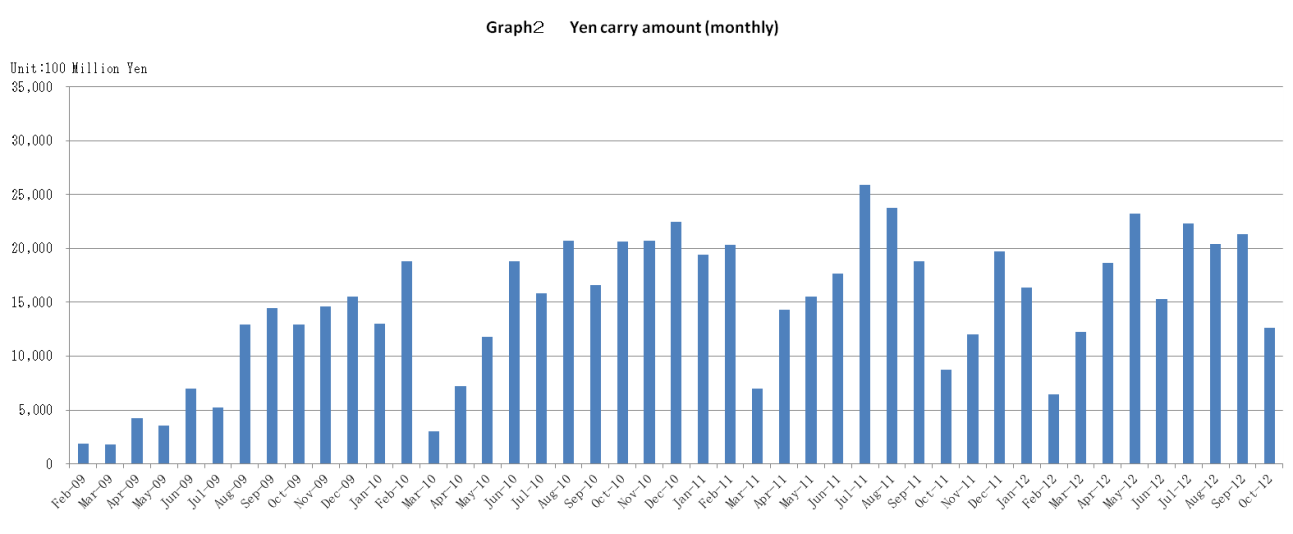 Graph２ Yen carry amount (monthly)
Unit:100 Million Yen
35,000
30,000
25,000
20,000
15,000
10,000
5,000
0
Feb-09 Mar-09 Apr-09 May-09 Jun-09 Jul-09 Aug-09 Sep-09 Oct-09 Nov-09 Dec-09 Jan-10 Feb-10 Mar-10 Apr-10 May-10 Jun-10 Jul-10 Aug-10 Sep-10 Oct-10 Nov-10 Dec-10 Jan-11 Feb-11 Mar-11 Apr-11 May-11 Jun-11 Jul-11 Aug-11 Sep-11 Oct-11 Nov-11 Dec-11 Jan-12 Feb-12 Mar-12 Apr-12 May-12 Jun-12 Jul-12 Aug-12 Sep-12 Oct-12